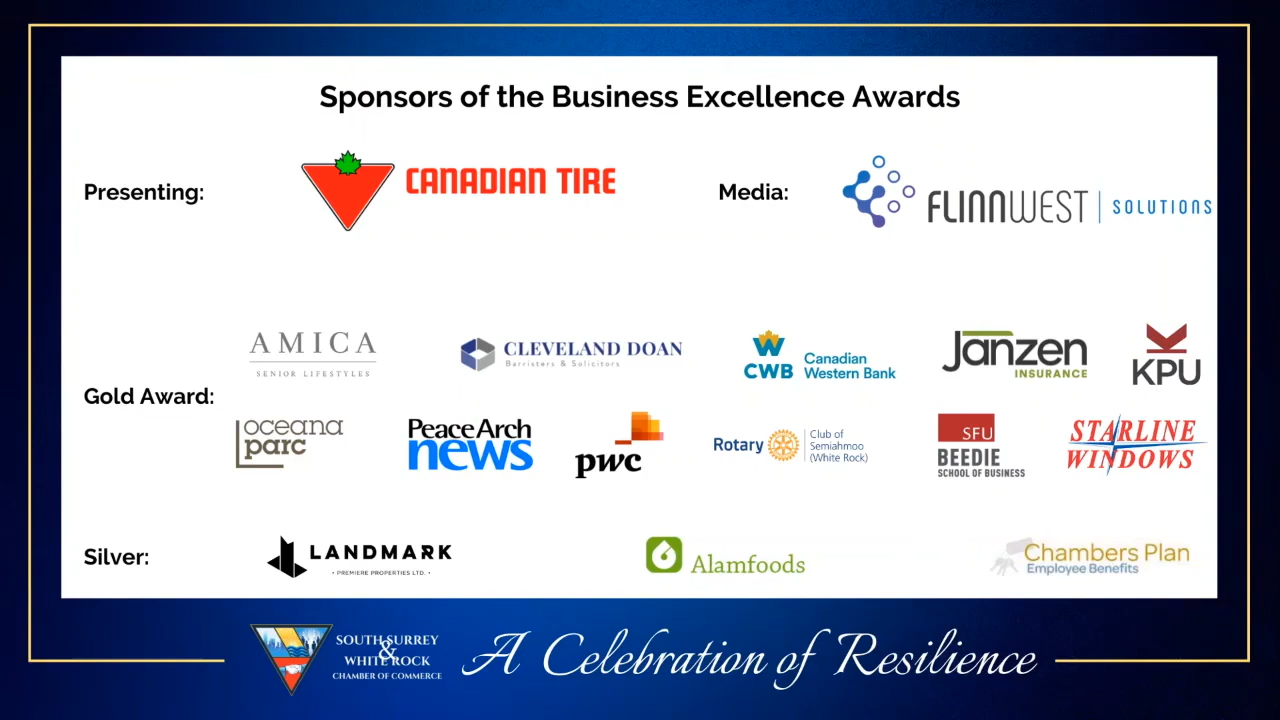 Sponsors of the Business Excellence Awards
Presenting:
CANADIAN TIRE
Media:
FLINNWEST | SOLUTIONS
Gold Award:
AMICA
SENIOR LIFESTYLES
CLEVELAND DOAN
Barristers & Solicitors
W
CWB
Canadian
Western Bank
Janzen
INSURANCE
KPU
oceana
parc
Peace Arch
news
pwc
Rotary
Club of
Semiahmoo
(White Rock)
SFU
BEEDIE
SCHOOL OF BUSINESS
STARLINE
WINDOWS
Silver:
LANDMARK
• PREMIERE PROPERTIES LTD. •
Alamfoods
Chambers Plan
Employee Benefits
SOUTH SURREY
&
WHITE ROCK
CHAMBER OF COMMERCE
A Celebration of Resilience